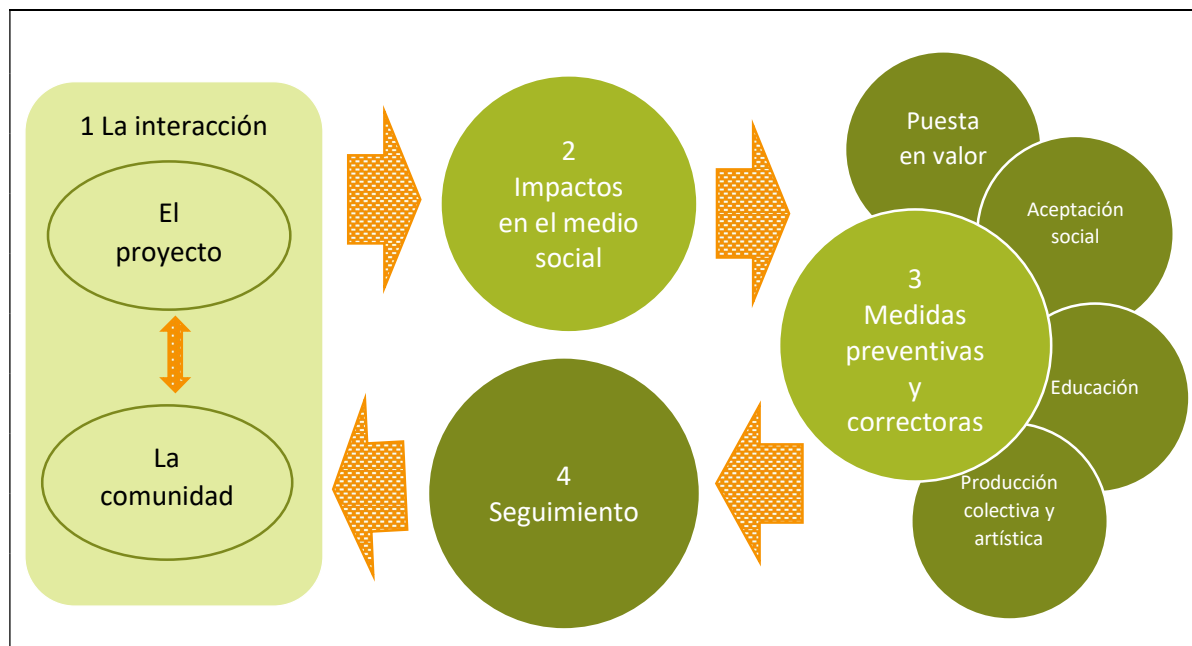 1 La interacción
El
proyecto
La
comunidad
2
Impactos
en el medio
social
3
Medidas
preventivas
y
correctoras
Puesta
en valor
Aceptación
social
Educación
Producción
colectiva y
artística
4
Seguimiento